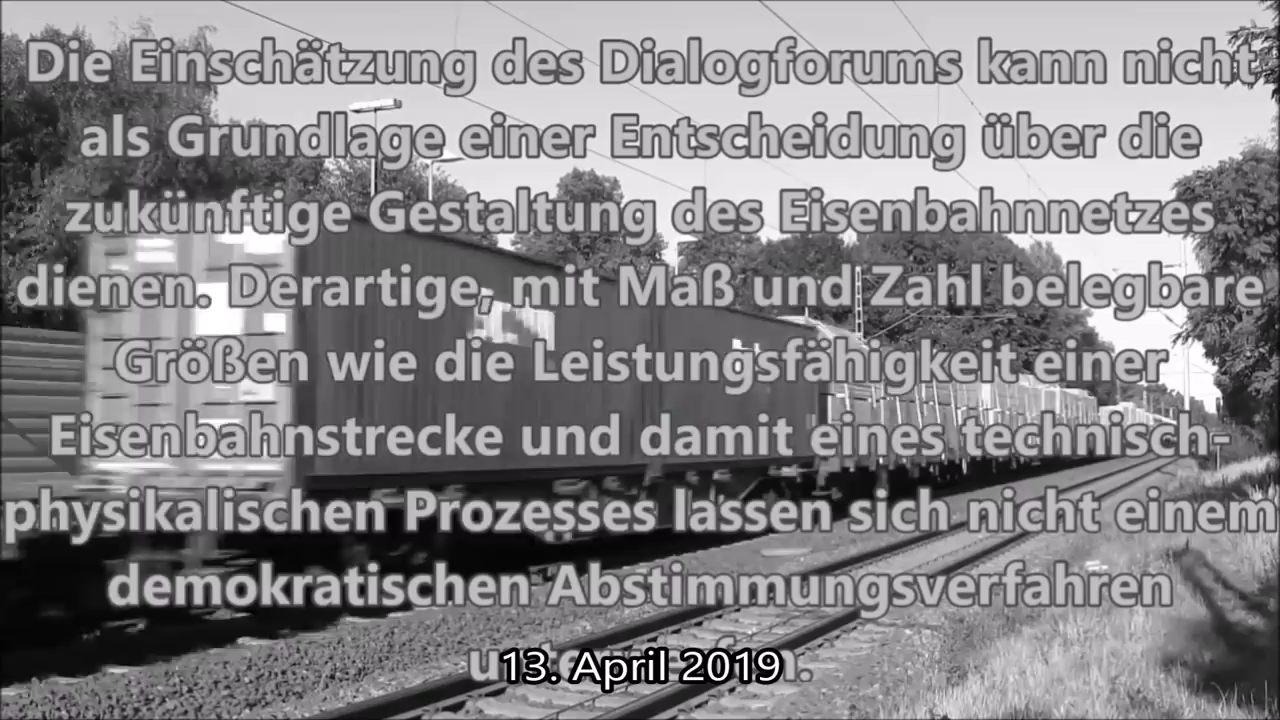 Die Einschätzung des Dialogforums kann nicht
als Grundlage einer Entscheidung über die
zukünftige Gestaltung des Eisenbahnnetzes
dienen. Derartige, mit Maß und Zahl belegbare
Größen wie die Leistungsfähigkeit einer
Eisenbahnstrecke und damit eines technisch-
physikalischen Prozesses lassen sich nicht einem
demokratischen Abstimmungsverfahren
13. April 2019